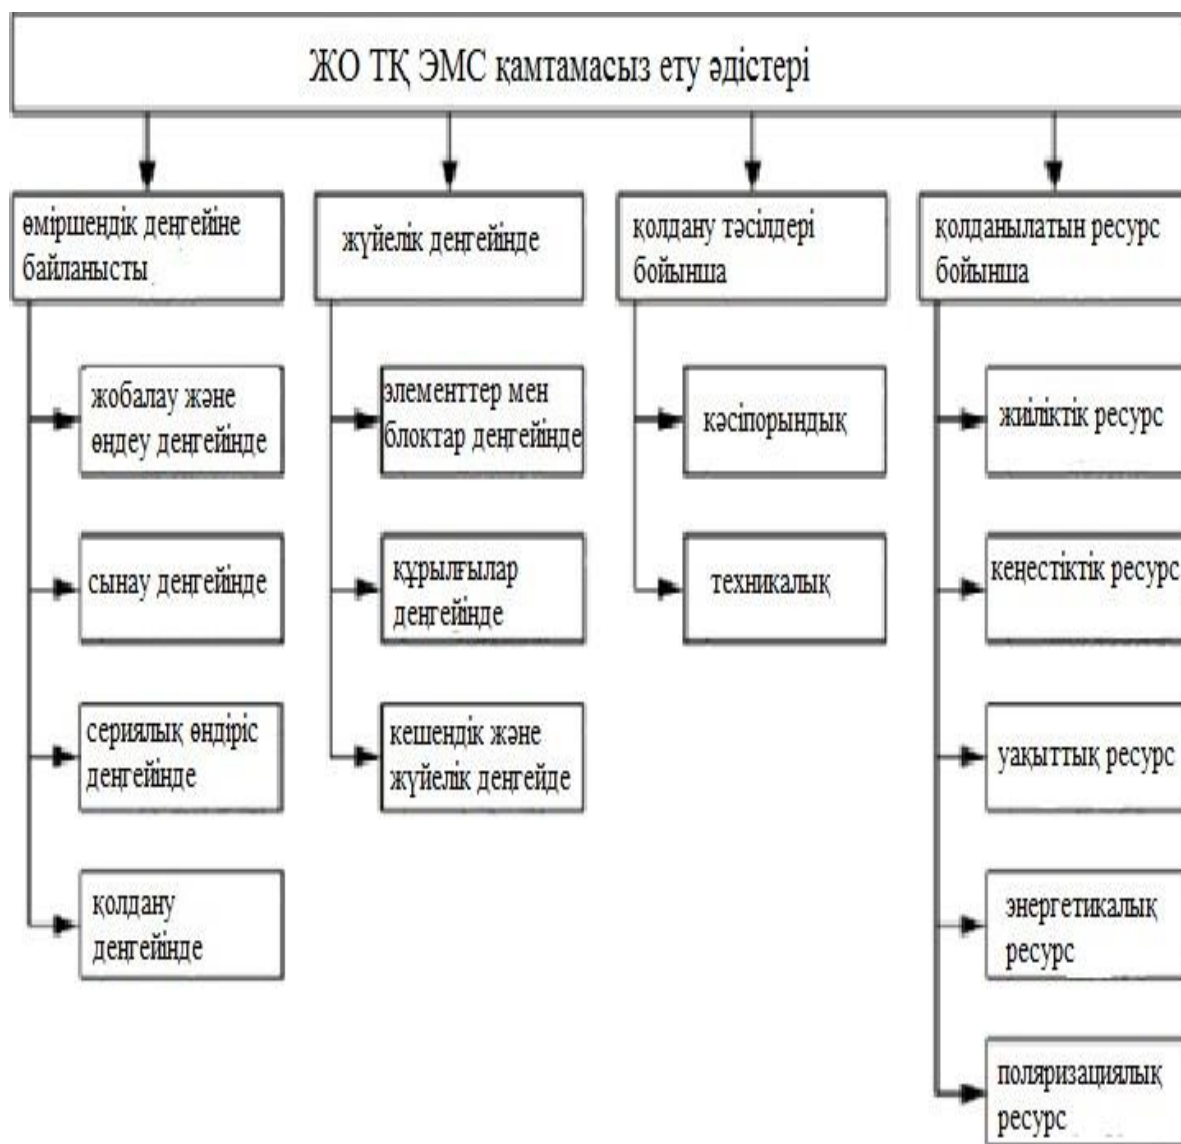 ЖО ТҚ ЭМС қамтамасыз ету әдістері
өміршендік деңгейіне
байланысты
жобалау және
өңдеу деңгейінде
сынау деңгейінде
сериялық өндіріс
деңгейінде
қолдану
деңгейінде
жүйелік деңгейінде
элементтер мен
блоктар деңгейінде
құрылғылар
деңгейінде
кешендік және
жүйелік деңгейде
қолдану тәсілдері
бойынша
кәсіпорындық
техникалық
қолданылатын ресурс
бойынша
жиіліктік ресурс
кеңестіктік ресурс
уақыттық ресурс
энергетикалық
ресурс
поляризациялық
ресурс